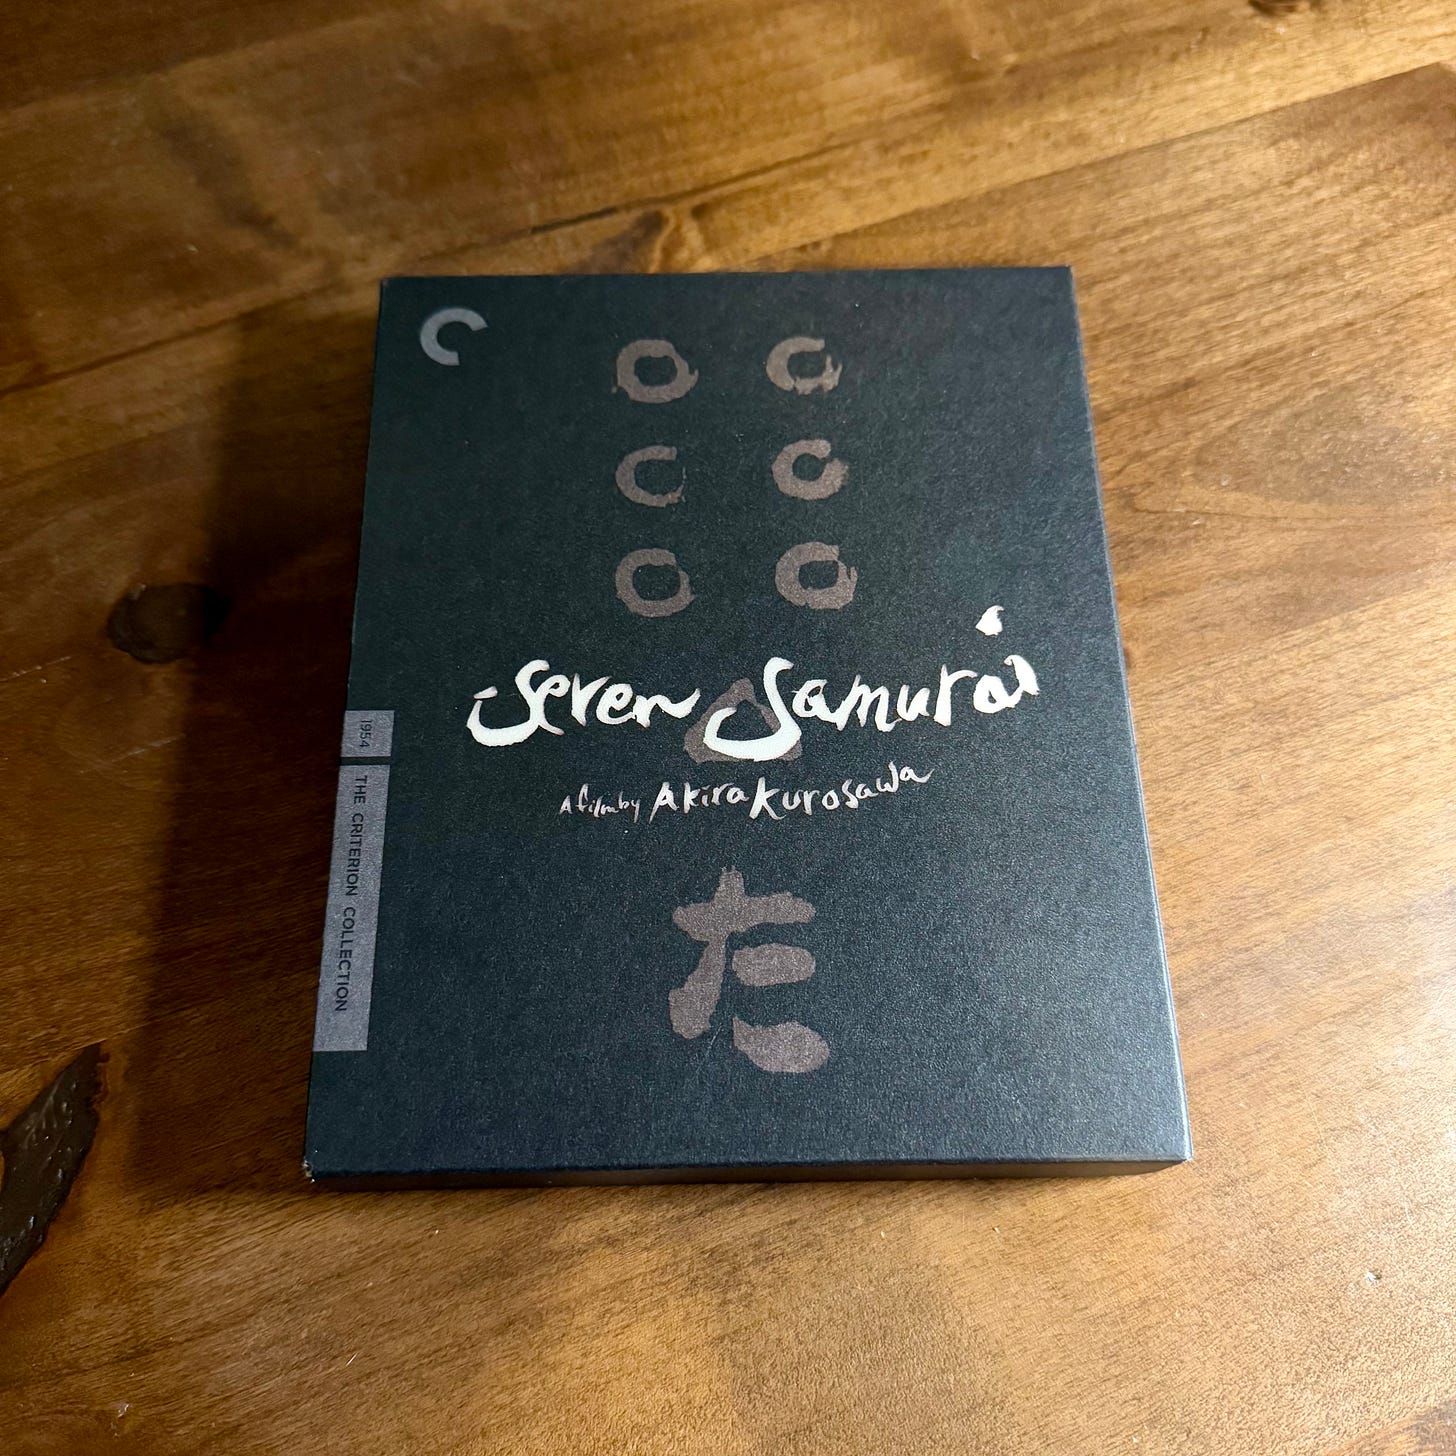 Seven Samurai
A film by Akira Kurosawa
た
1954
THE CRITERION COLLECTION